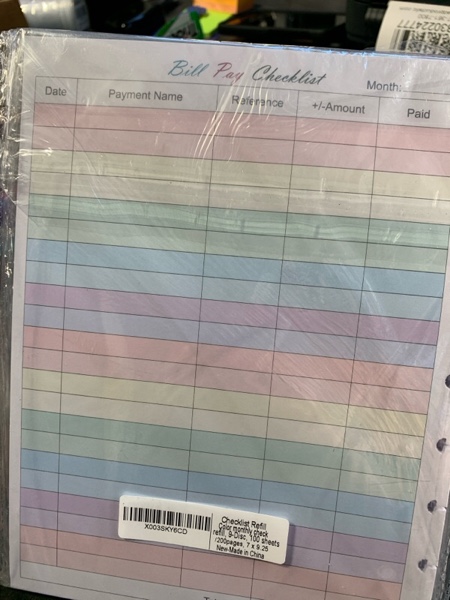 Bill Pay Checklist
Month:
Date Payment Name Reference +/-Amount Paid
X003SKY6CD
Checklist Refill
Color monthly check
refill, 9-Disc, 100 sheets
/200pages, 7 x 9.25
New-Made in China